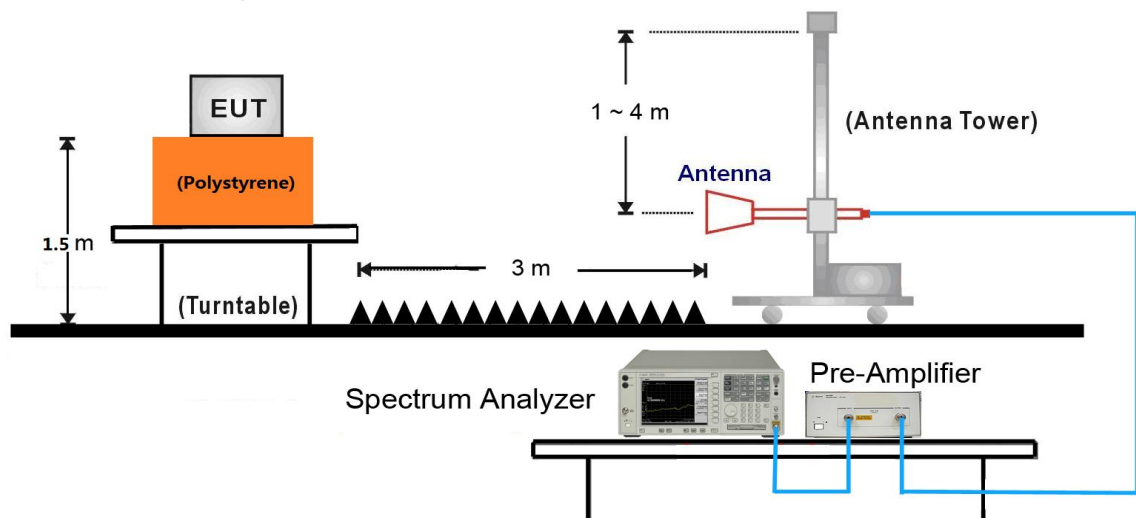 EUT
(Polystyrene)
1.5 m
(Turntable)
3 m
1 ~ 4 m
Antenna
(Antenna Tower)
Spectrum Analyzer
Pre-Amplifier